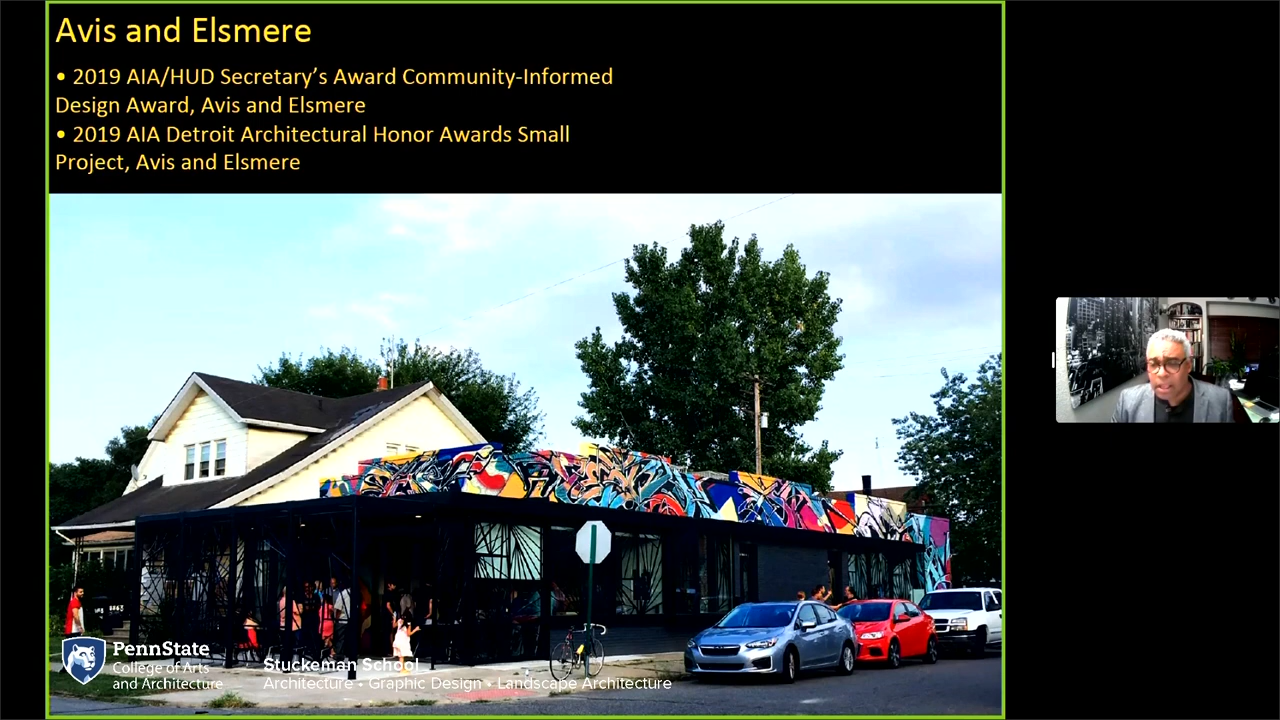 Avis and Elsmere
• 2019 AIA/HUD Secretary’s Award Community-Informed
Design Award, Avis and Elsmere
• 2019 AIA Detroit Architectural Honor Awards Small
Project, Avis and Elsmere
PennState
College of Arts
and Architecture
Stuckeman School
Architecture • Graphic Design • Landscape Architecture